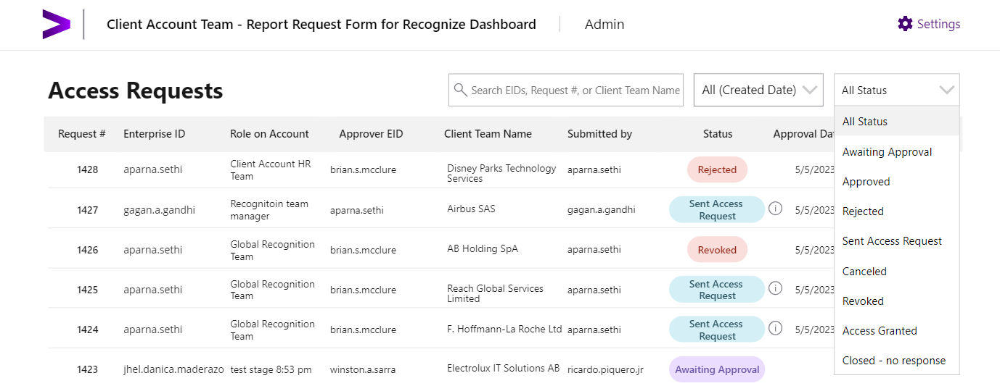 Client Account Team - Report Request Form for Recognize Dashboard Admin Settings
Access Requests
Search EIDs, Request #, or Client Team Name
All (Created Date)
All Status
Request # Enterprise ID Role on Account Approver EID Client Team Name Submitted by Status Approval Dat
1428 aparna.sethi Client Account HR Team brian.s.mcclure Disney Parks Technology Services aparna.sethi Rejected 5/5/2023
1427 gagan.a.gandhi Recognitoin team manager aparna.sethi Airbus SAS gagan.a.gandhi Sent Access Request 5/5/2023
1426 aparna.sethi Global Recognition Team brian.s.mcclure AB Holding SpA aparna.sethi Revoked 5/5/2023
1425 aparna.sethi Global Recognition Team brian.s.mcclure Reach Global Services Limited aparna.sethi Sent Access Request 5/5/2023
1424 aparna.sethi Global Recognition Team brian.s.mcclure F. Hoffmann-La Roche Ltd aparna.sethi Sent Access Request 5/5/2023
1423 jhel.danica.maderazo test stage 8:53 pm winston.a.sarra Electrolux IT Solutions AB ricardo.piquero.jr Awaiting Approval
All Status
Awaiting Approval
Approved
Rejected
Sent Access Request
Canceled
Revoked
Access Granted
Closed - no response